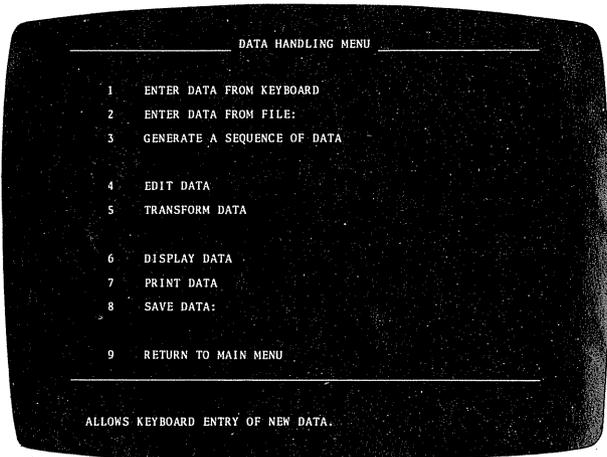 DATA HANDLING MENU
1 ENTER DATA FROM KEYBOARD
2 ENTER DATA FROM FILE:
3 GENERATE A SEQUENCE OF DATA
4 EDIT DATA
5 TRANSFORM DATA
6 DISPLAY DATA
7 PRINT DATA
8 SAVE DATA:
9 RETURN TO MAIN MENU
ALLOWS KEYBOARD ENTRY OF NEW DATA.